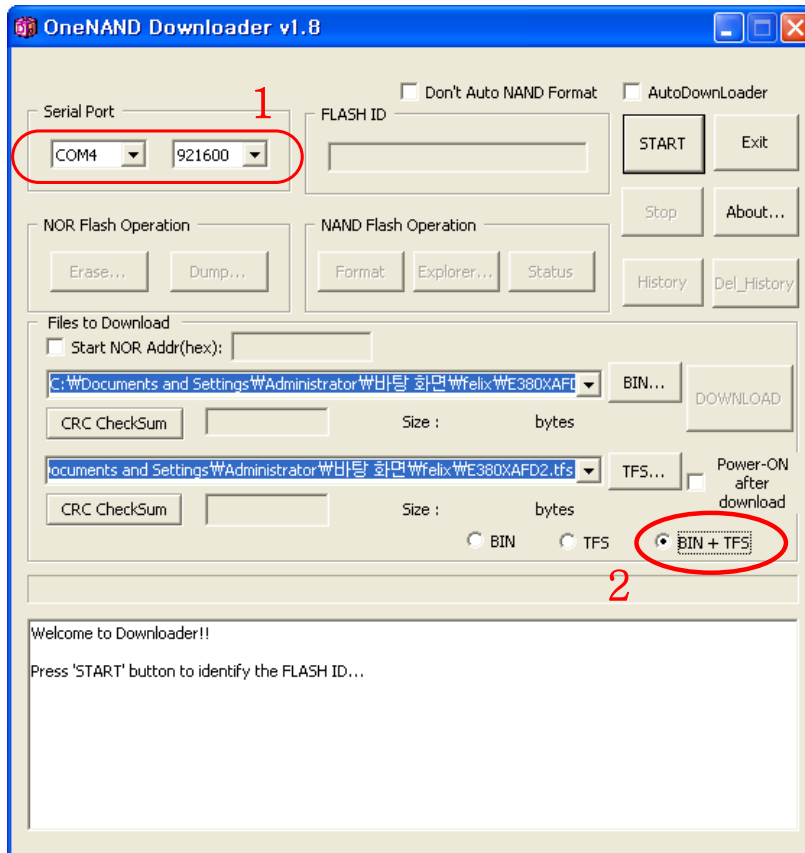 OneNAND Downloader v1.8
Don't Auto NAND Format
AutoDownLoader
1
Serial Port
FLASH ID
COM4
921600
START
Exit
Stop
About...
NOR Flash Operation
NAND Flash Operation
Erase...
Dump...
Format
Explorer...
Status
History
Del_History
Files to Download
Start NOR Addr(hex):
C:₩Documents and Settings₩Administrator₩바탕 화면₩felix₩E380XAFD
BIN...
DOWNLOAD
CRC CheckSum
Size :
bytes
ocuments and Settings₩Administrator₩바탕 화면₩felix₩E380XAFD2.tfs
TFS...
Power-ON
after
download
CRC CheckSum
Size :
bytes
BIN
TFS
BIN + TFS
2
Welcome to Downloader!!
Press 'START' button to identify the FLASH ID...